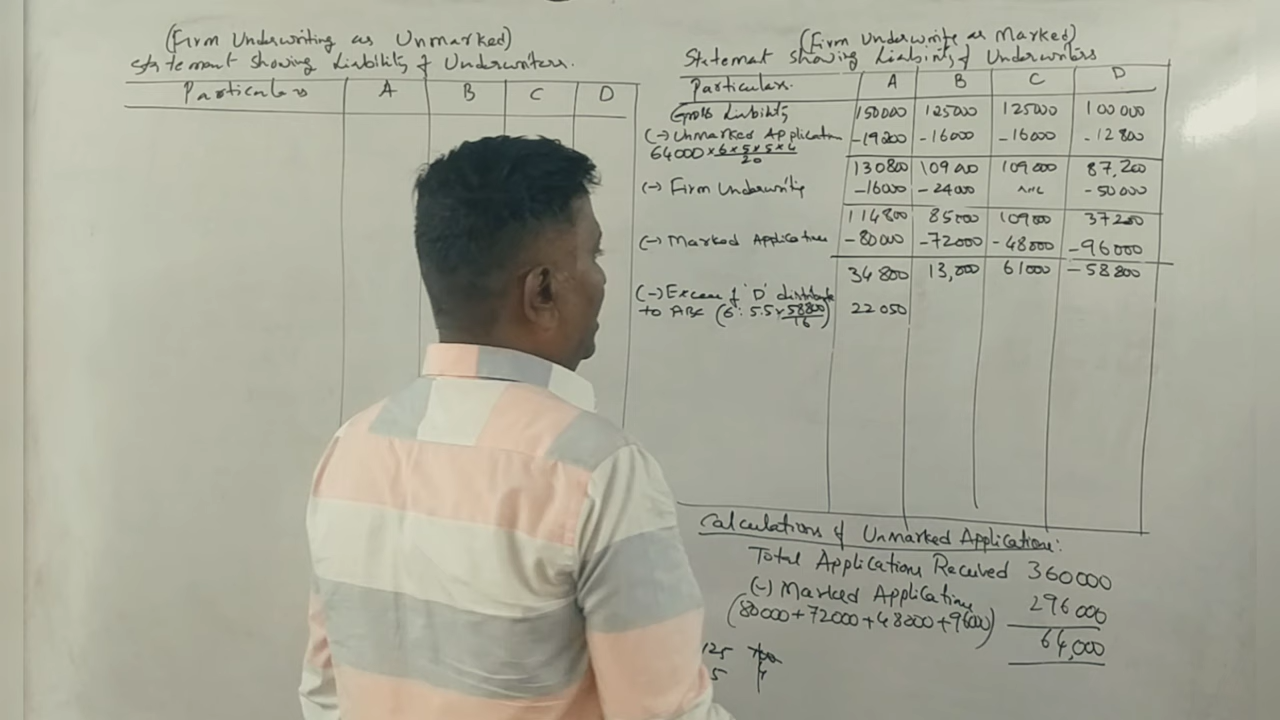 (Firm Underwriting as Unmarked)
Statement showing Liability of Underwriters.
Particulars A B C D
(Firm Underwrite as Marked)
Statemat showing Liability of Underwriters
Particulars. A B C D
Gross Liability 150000 125000 125000 100000
(-) Unmarked Application -19200 -16000 -16000 -12800
64000 × 6×5×5×4
20
130800 109000 109000 87,200
(-) Firm Underwriting -16000 -24000 -50000
114800 85000 109000 37200
(-) Marked Applications -80000 -72000 -48000 -96000
34800 13,000 61000 -58800
(-) Excess of 'D' distribute
to ABC (6:5.5×58800 22050
16)
Calculations of Unmarked Applications:
Total Applications Received 360000
(-) Marked Applications 296000
(80000+72000+48000+96000)
64,000
125
5